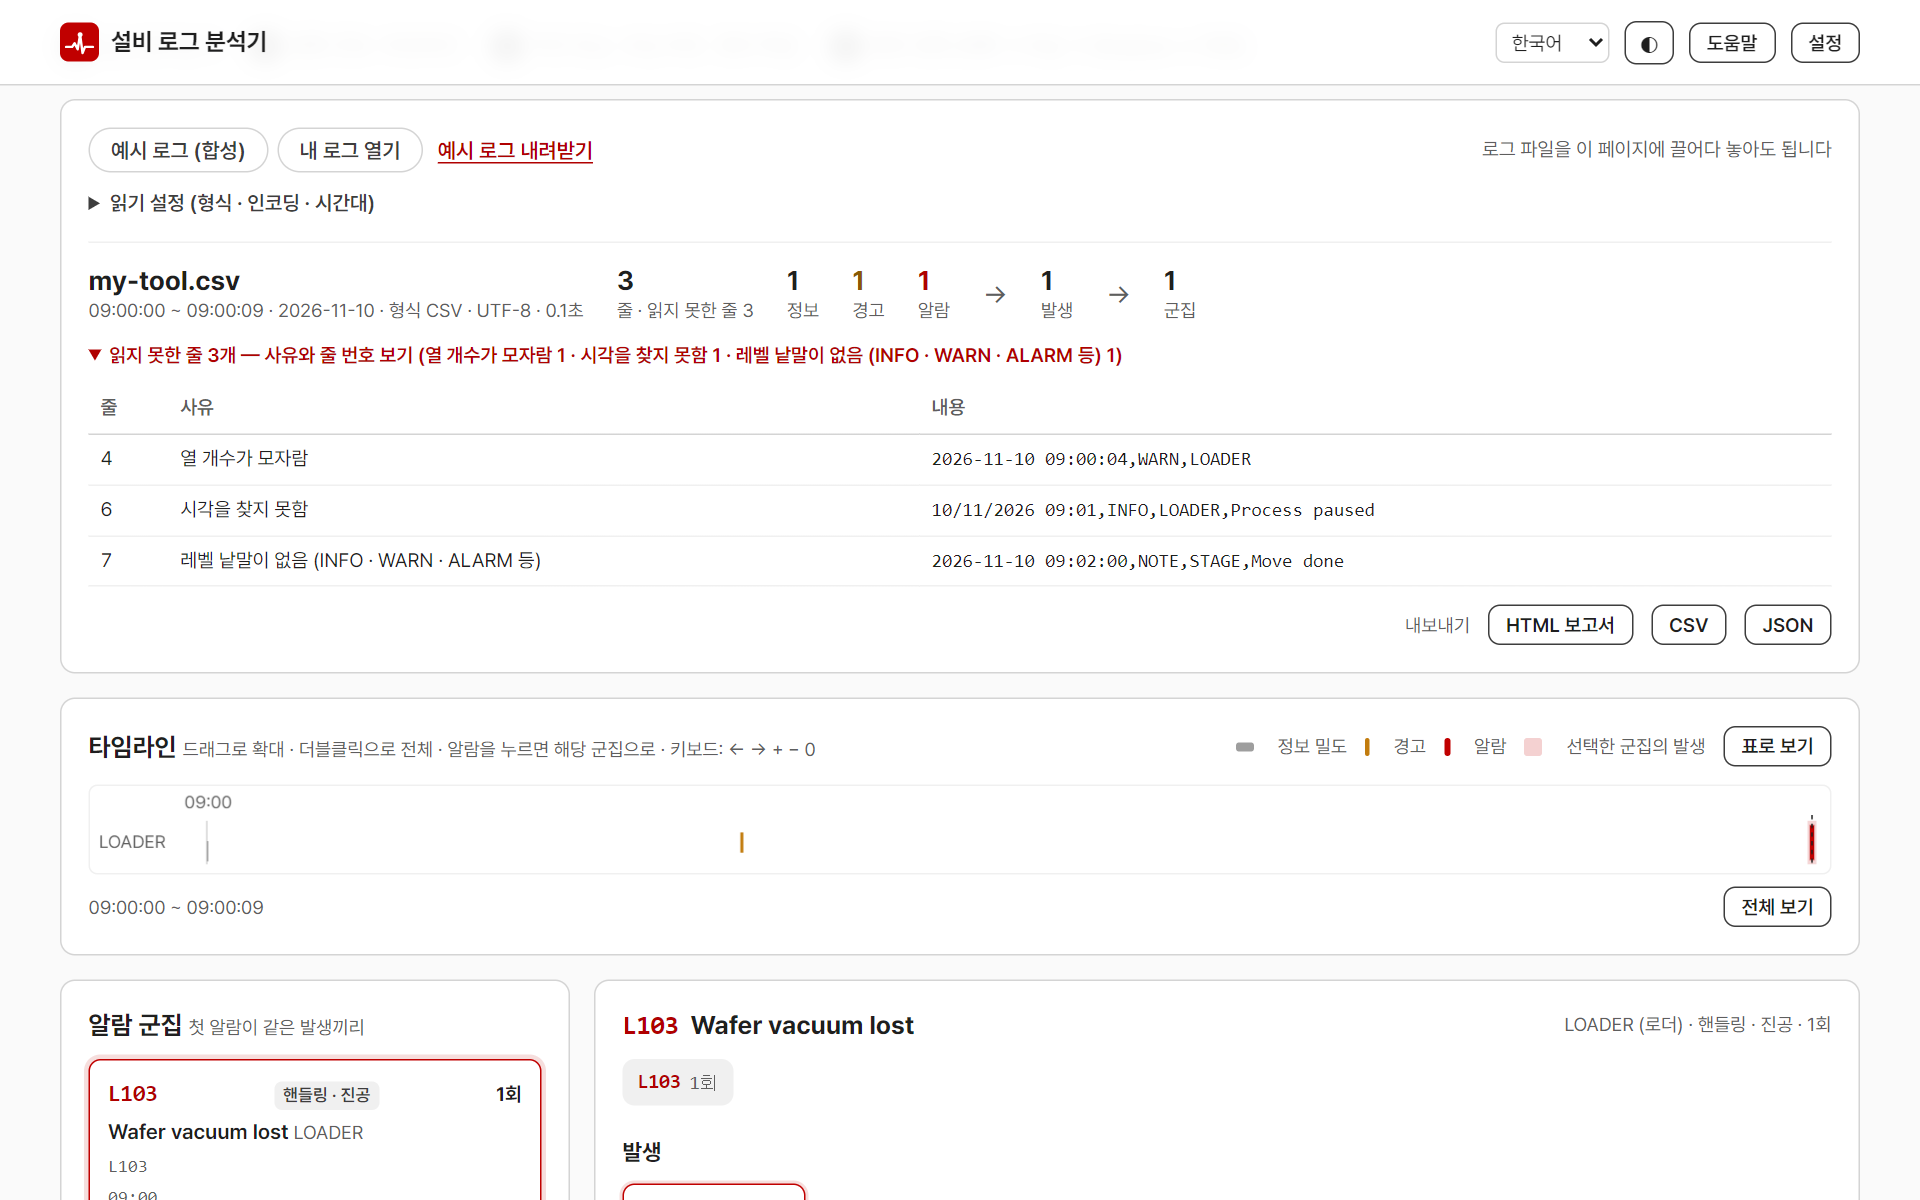 설비 로그 분석기
한국어
도움말
설정
예시 로그 (합성)
내 로그 열기
예시 로그 내려받기
로그 파일을 이 페이지에 끌어다 놓아도 됩니다
▶ 읽기 설정 (형식 · 인코딩 · 시간대)
my-tool.csv
09:00:00 ~ 09:00:09 · 2026-11-10 · 형식 CSV · UTF-8 · 0.1초
3
줄 · 읽지 못한 줄 3
1
정보
1
경고
1
알람
→
1
발생
→
1
군집
▼ 읽지 못한 줄 3개 — 사유와 줄 번호 보기 (열 개수가 모자람 1 · 시각을 찾지 못함 1 · 레벨 낱말이 없음 (INFO · WARN · ALARM 등) 1)
줄 사유 내용
4 열 개수가 모자람 2026-11-10 09:00:04,WARN,LOADER
6 시각을 찾지 못함 10/11/2026 09:01,INFO,LOADER,Process paused
7 레벨 낱말이 없음 (INFO · WARN · ALARM 등) 2026-11-10 09:02:00,NOTE,STAGE,Move done
내보내기 HTML 보고서 CSV JSON
타임라인 드래그로 확대 · 더블클릭으로 전체 · 알람을 누르면 해당 군집으로 · 키보드: ← → + − 0
정보 밀도 경고 알람 선택한 군집의 발생 표로 보기
09:00
LOADER
09:00:00 ~ 09:00:09
전체 보기
알람 군집 첫 알람이 같은 발생끼리
L103 핸들링 · 진공 1회
Wafer vacuum lost LOADER
L103
09:00
L103 Wafer vacuum lost
LOADER (로더) · 핸들링 · 진공 · 1회
L103 1회
발생